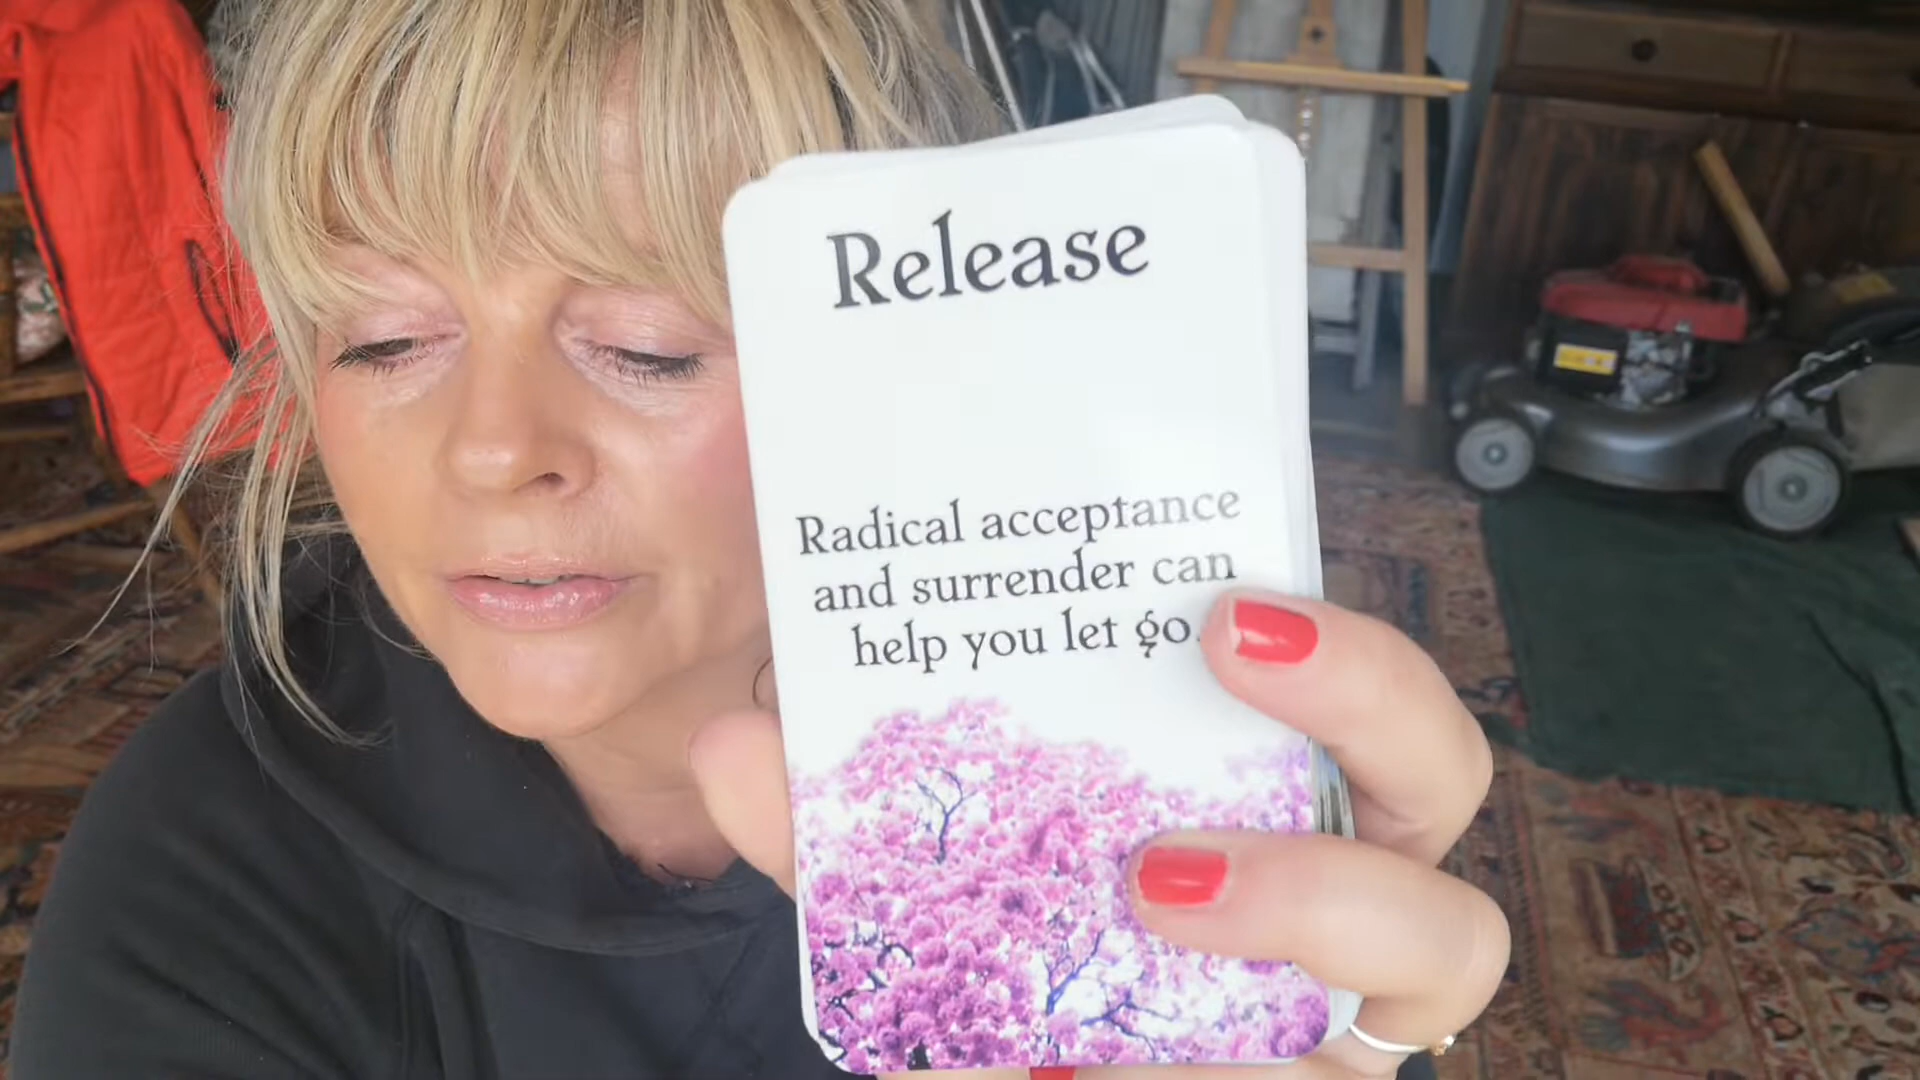 Release
Radical acceptance
and surrender can
help you let go.